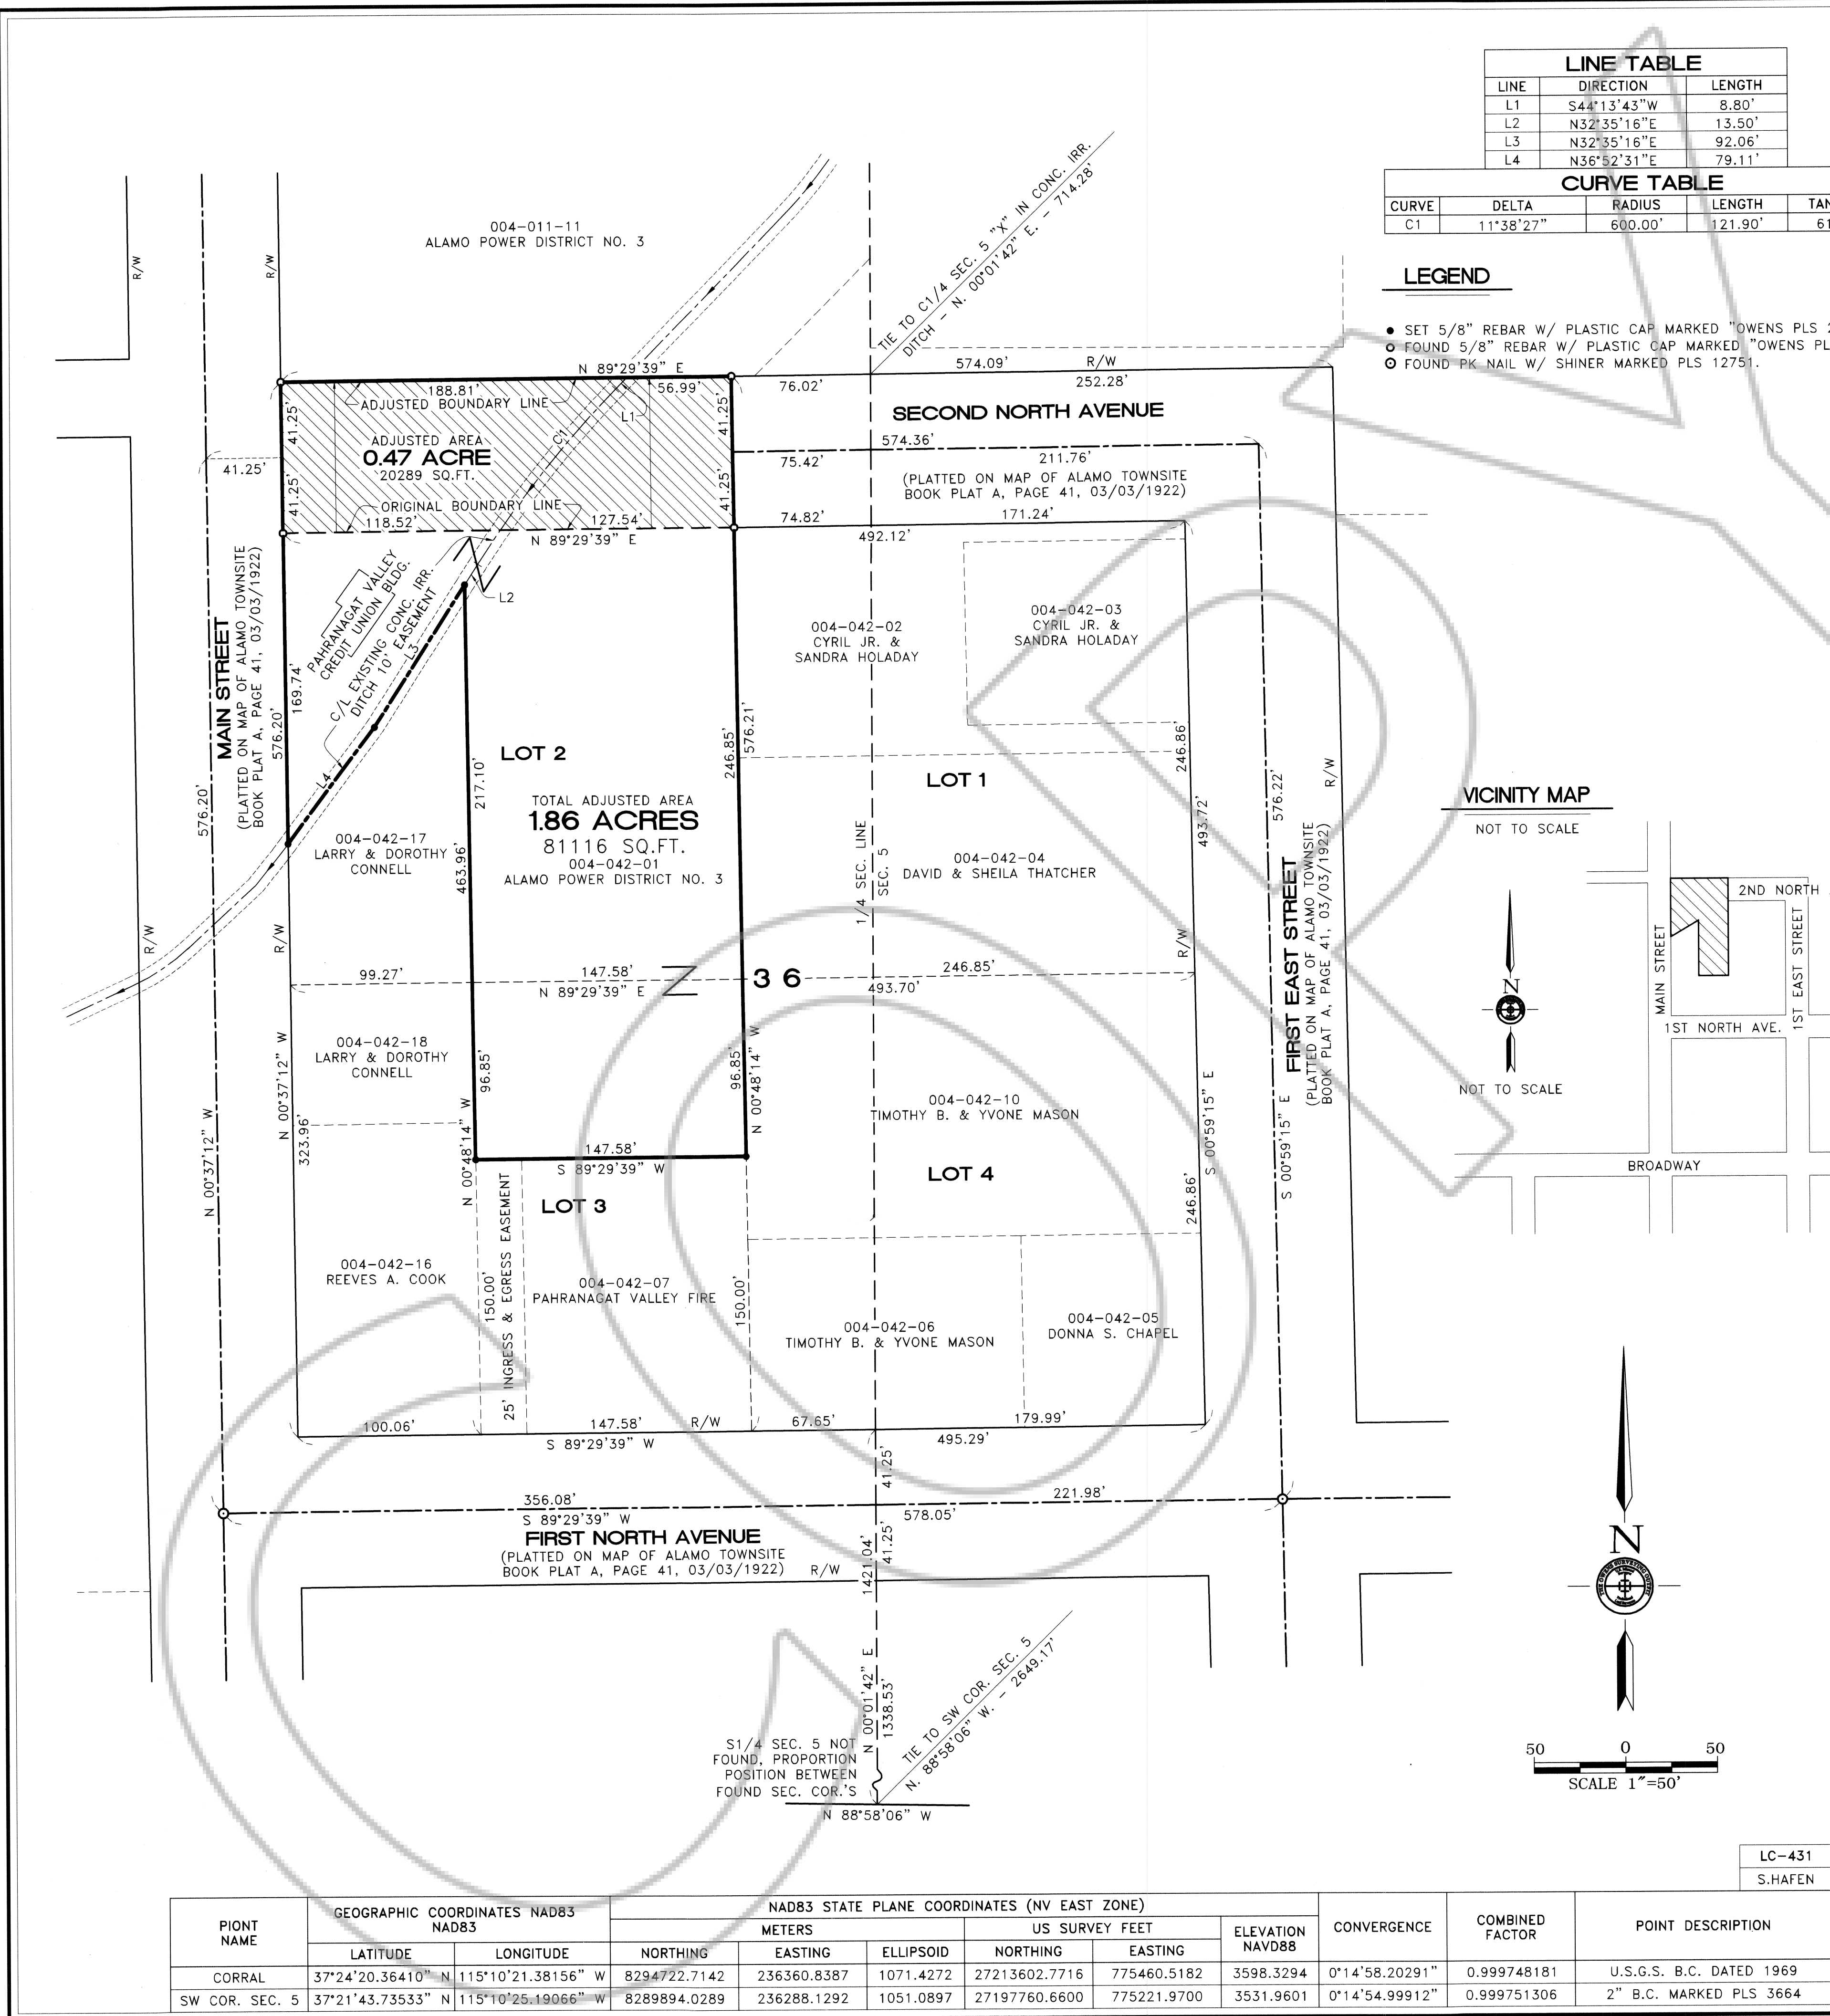 LINE TABLE
LINE DIRECTION LENGTH
L1 S44°13'43"W 8.80'
L2 N32°35'16"E 13.50'
L3 N32°35'16"E 92.06'
L4 N36°52'31"E 79.11'
CURVE TABLE
CURVE DELTA RADIUS LENGTH TAN
C1 11°38'27" 600.00' 121.90' 61
LEGEND
SET 5/8" REBAR W/ PLASTIC CAP MARKED "OWENS PLS 2
FOUND 5/8" REBAR W/ PLASTIC CAP MARKED "OWENS PL
FOUND PK NAIL W/ SHINER MARKED PLS 12751.
004-011-11
ALAMO POWER DISTRICT NO. 3
R/W
R/W
TIE TO C1/4 SEC. 5 "X" IN CONC. IRR.
DITCH - N. 00°01'42" E. - 714.28'
N 89°29'39" E
188.81'
56.99'
ADJUSTED BOUNDARY LINE
L1
C1
41.25'
41.25'
41.25'
41.25'
41.25'
ADJUSTED AREA
0.47 ACRE
20289 SQ.FT.
ORIGINAL BOUNDARY LINE
118.52'
127.54'
N 89°29'39" E
574.09'
R/W
76.02'
252.28'
SECOND NORTH AVENUE
574.36'
75.42'
211.76'
(PLATTED ON MAP OF ALAMO TOWNSITE
BOOK PLAT A, PAGE 41, 03/03/1922)
74.82'
171.24'
492.12'
MAIN STREET
(PLATTED ON MAP OF ALAMO TOWNSITE
BOOK PLAT A, PAGE 41, 03/03/1922)
576.20'
576.20'
169.74'
PAHRANAGAT VALLEY
CREDIT UNION BLDG.
C/L EXISTING CONC. IRR.
DITCH 10' EASEMENT
L2
L3
L4
004-042-02
CYRIL JR. &
SANDRA HOLADAY
004-042-03
CYRIL JR. &
SANDRA HOLADAY
LOT 2
217.10'
463.96'
TOTAL ADJUSTED AREA
1.86 ACRES
81116 SQ.FT.
004-042-01
ALAMO POWER DISTRICT NO. 3
246.85'
576.21'
LOT 1
246.86'
493.72'
576.22'
R/W
1/4 SEC. LINE
SEC. 5
004-042-04
DAVID & SHEILA THATCHER
004-042-17
LARRY & DOROTHY
CONNELL
R/W
R/W
R/W
FIRST EAST STREET
(PLATTED ON MAP OF ALAMO TOWNSITE
BOOK PLAT A, PAGE 41, 03/03/1922)
99.27'
147.58'
N 89°29'39" E
36
246.85'
493.70'
004-042-18
LARRY & DOROTHY
CONNELL
N 00°37'12" W
N 00°37'12" W
323.96'
96.85'
96.85'
N 00°48'14" W
N 00°48'14" W
147.58'
S 89°29'39" W
004-042-10
TIMOTHY B. & YVONE MASON
S 00°59'15" E
S 00°59'15" E
LOT 3
LOT 4
246.86'
004-042-16
REEVES A. COOK
150.00'
25' INGRESS & EGRESS EASEMENT
004-042-07
PAHRANAGAT VALLEY FIRE
150.00'
004-042-06
TIMOTHY B. & YVONE MASON
004-042-05
DONNA S. CHAPEL
100.06'
147.58'
R/W
S 89°29'39" W
67.65'
179.99'
495.29'
41.25'
356.08'
S 89°29'39" W
221.98'
578.05'
FIRST NORTH AVENUE
(PLATTED ON MAP OF ALAMO TOWNSITE
BOOK PLAT A, PAGE 41, 03/03/1922)
R/W
1421.04'
41.25'
N 00°01'42" E
1338.53'
TIE TO SW COR. SEC. 5
N. 88°58'06" W. - 2649.17'
S1/4 SEC. 5 NOT
FOUND, PROPORTION
POSITION BETWEEN
FOUND SEC. COR.'S
N 88°58'06" W
VICINITY MAP
NOT TO SCALE
2ND NORTH
MAIN STREET
1ST EAST STREET
N
1ST NORTH AVE.
NOT TO SCALE
BROADWAY
N
50 0 50
SCALE 1"=50'
LC-431
S.HAFEN
PIONT NAME
GEOGRAPHIC COORDINATES NAD83
NAD83
NAD83 STATE PLANE COORDINATES (NV EAST ZONE)
METERS US SURVEY FEET ELEVATION NAVD88 CONVERGENCE COMBINED FACTOR POINT DESCRIPTION
LATITUDE LONGITUDE NORTHING EASTING ELLIPSOID NORTHING EASTING
CORRAL 37°24'20.36410" N 115°10'21.38156" W 8294722.7142 236360.8387 1071.4272 27213602.7716 775460.5182 3598.3294 0°14'58.20291" 0.999748181 U.S.G.S. B.C. DATED 1969
SW COR. SEC. 5 37°21'43.73533" N 115°10'25.19066" W 8289894.0289 236288.1292 1051.0897 27197760.6600 775221.9700 3531.9601 0°14'54.99912" 0.999751306 2" B.C. MARKED PLS 3664
COPY